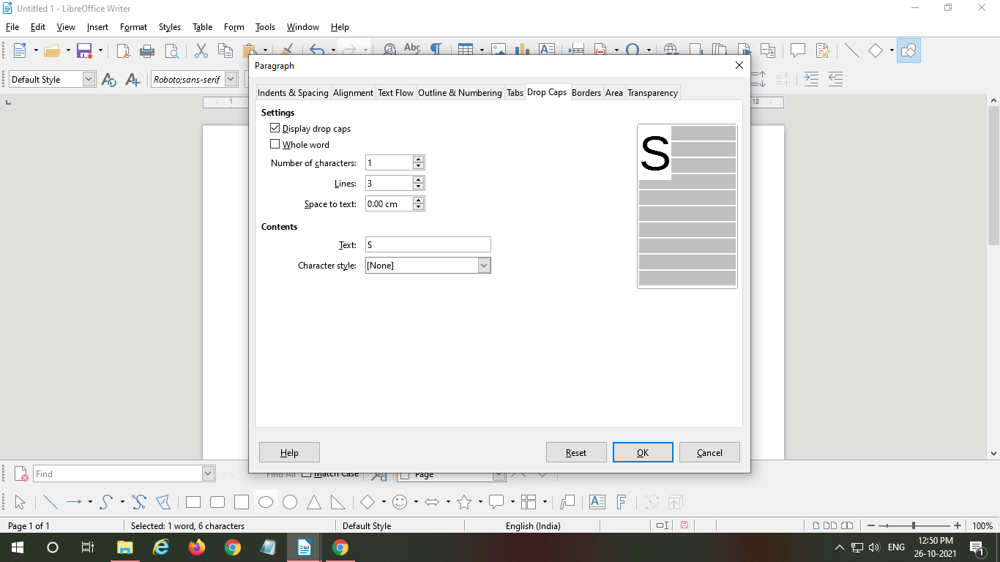 Untitled 1 - LibreOffice Writer
File Edit View Insert Format Styles Table Form Tools Window Help
Abc
Default Style Roboto;sans-serif
Paragraph
Indents & Spacing Alignment Text Flow Outline & Numbering Tabs Drop Caps Borders Area Transparency
1 18
Settings
Display drop caps
Whole word
Number of characters: 1
Lines: 3
Space to text: 0.00 cm
S
Contents
Text: S
Character style: [None]
Help Reset OK Cancel
Find Find All Match Case Page
Page 1 of 1 Selected: 1 word, 6 characters Default Style English (India) 100%
ENG 12:50 PM
26-10-2021 1